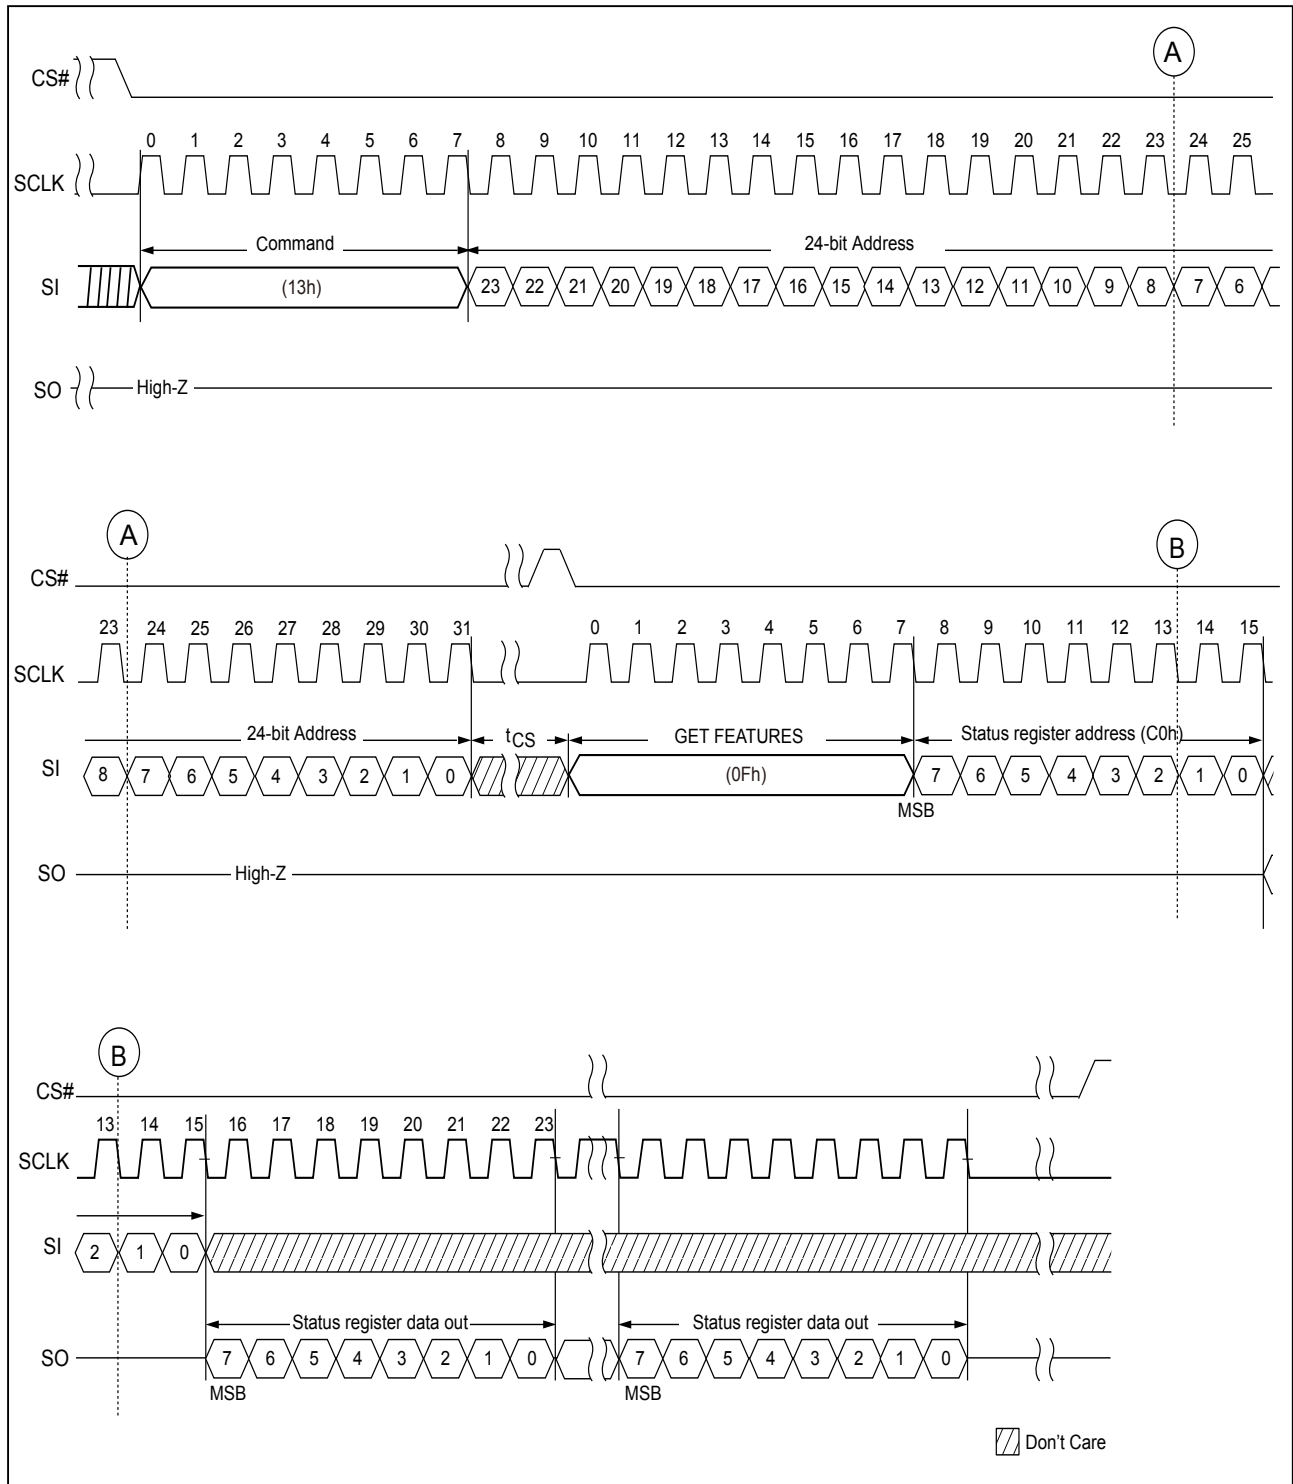 A
CS#
0 1 2 3 4 5 6 7 8 9 10 11 12 13 14 15 16 17 18 19 20 21 22 23 24 25
SCLK
Command 24-bit Address
SI (13h) 23 22 21 20 19 18 17 16 15 14 13 12 11 10 9 8 7 6
SO High-Z
A B
CS#
23 24 25 26 27 28 29 30 31 0 1 2 3 4 5 6 7 8 9 10 11 12 13 14 15
SCLK
24-bit Address tCS GET FEATURES Status register address (C0h)
SI 8 7 6 5 4 3 2 1 0 (0Fh) 7 6 5 4 3 2 1 0
MSB
SO High-Z
B
CS#
13 14 15 16 17 18 19 20 21 22 23
SCLK
SI 2 1 0
Status register data out Status register data out
SO 7 6 5 4 3 2 1 0 7 6 5 4 3 2 1 0
MSB MSB
Don't Care